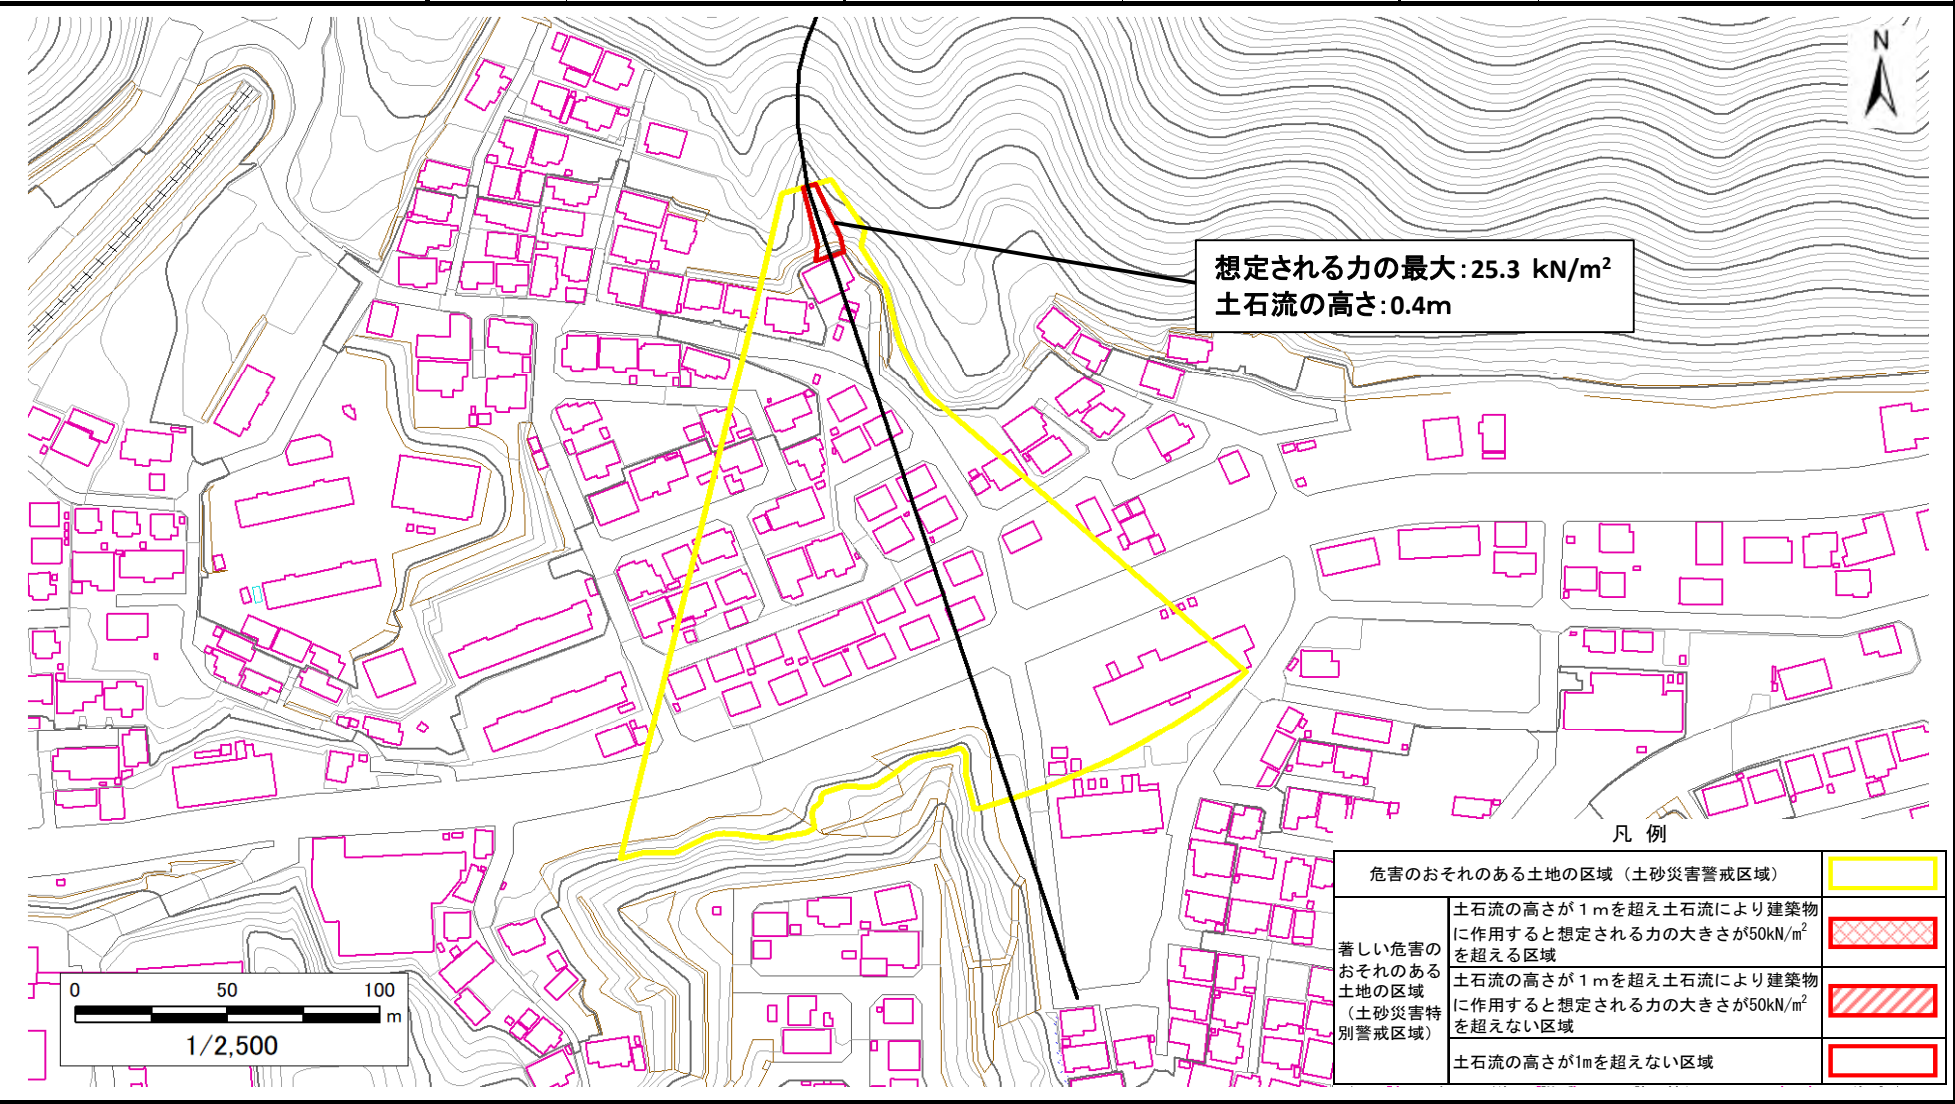 N
想定される力の最大:25.3 kN/m²
土石流の高さ:0.4m
凡 例
危害のおそれのある土地の区域（土砂災害警戒区域）
著しい危害の
おそれのある
土地の区域
（土砂災害特
別警戒区域）
土石流の高さが１ｍを超え土石流により建築物
に作用すると想定される力の大きさが50kN/㎡
を超える区域
土石流の高さが１ｍを超え土石流により建築物
に作用すると想定される力の大きさが50kN/㎡
を超えない区域
土石流の高さが1mを超えない区域
0 50 100
m
1/2,500